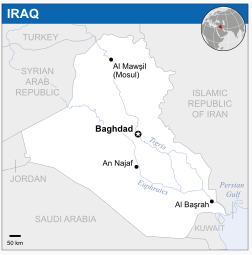 IRAQ
TURKEY
Al Mawşil
(Mosul)
SYRIAN
ARAB
REPUBLIC
ISLAMIC
REPUBLIC
OF IRAN
Baghdad
Tigris
An Najaf
Euphrates
JORDAN
Persian
Gulf
Al Başrah
SAUDI ARABIA
KUWAIT
50 km